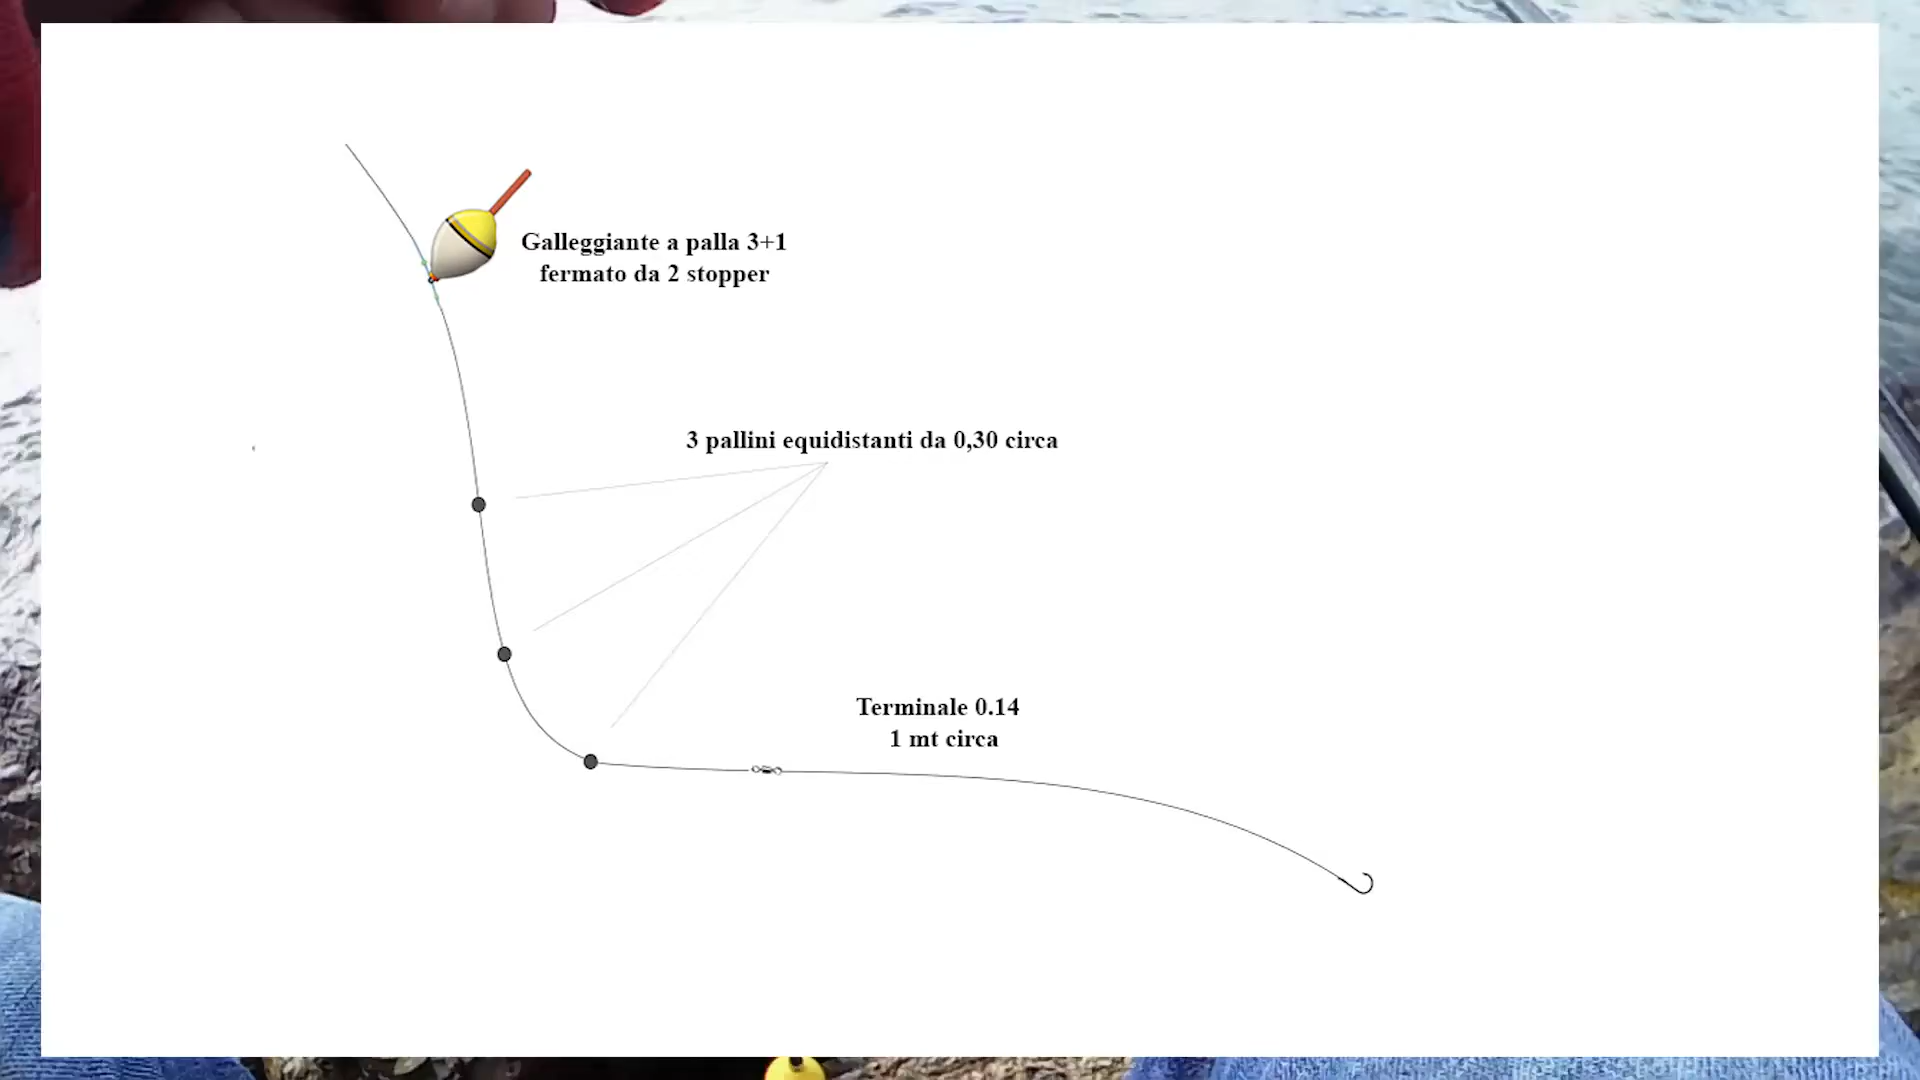 Galleggiante a palla 3+1
fermato da 2 stopper
3 pallini equidistanti da 0,30 circa
Terminale 0.14
1 mt circa